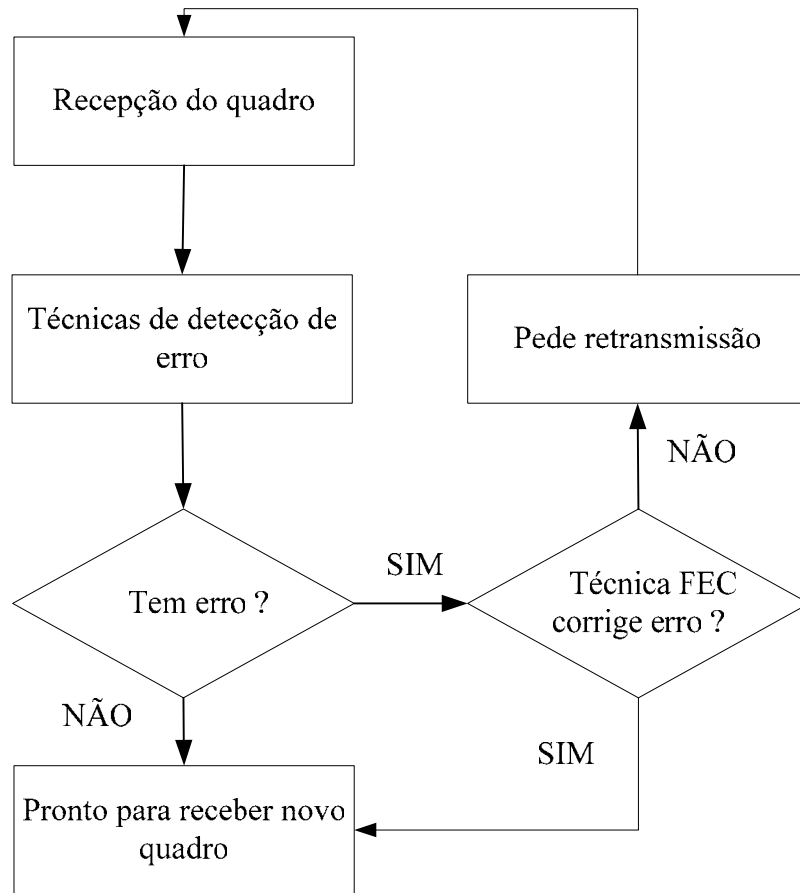 Recepção do quadro
Técnicas de detecção de
erro
Pede retransmissão
NÃO
SIM
Tem erro ?
Técnica FEC
corrige erro ?
NÃO
SIM
Pronto para receber novo
quadro